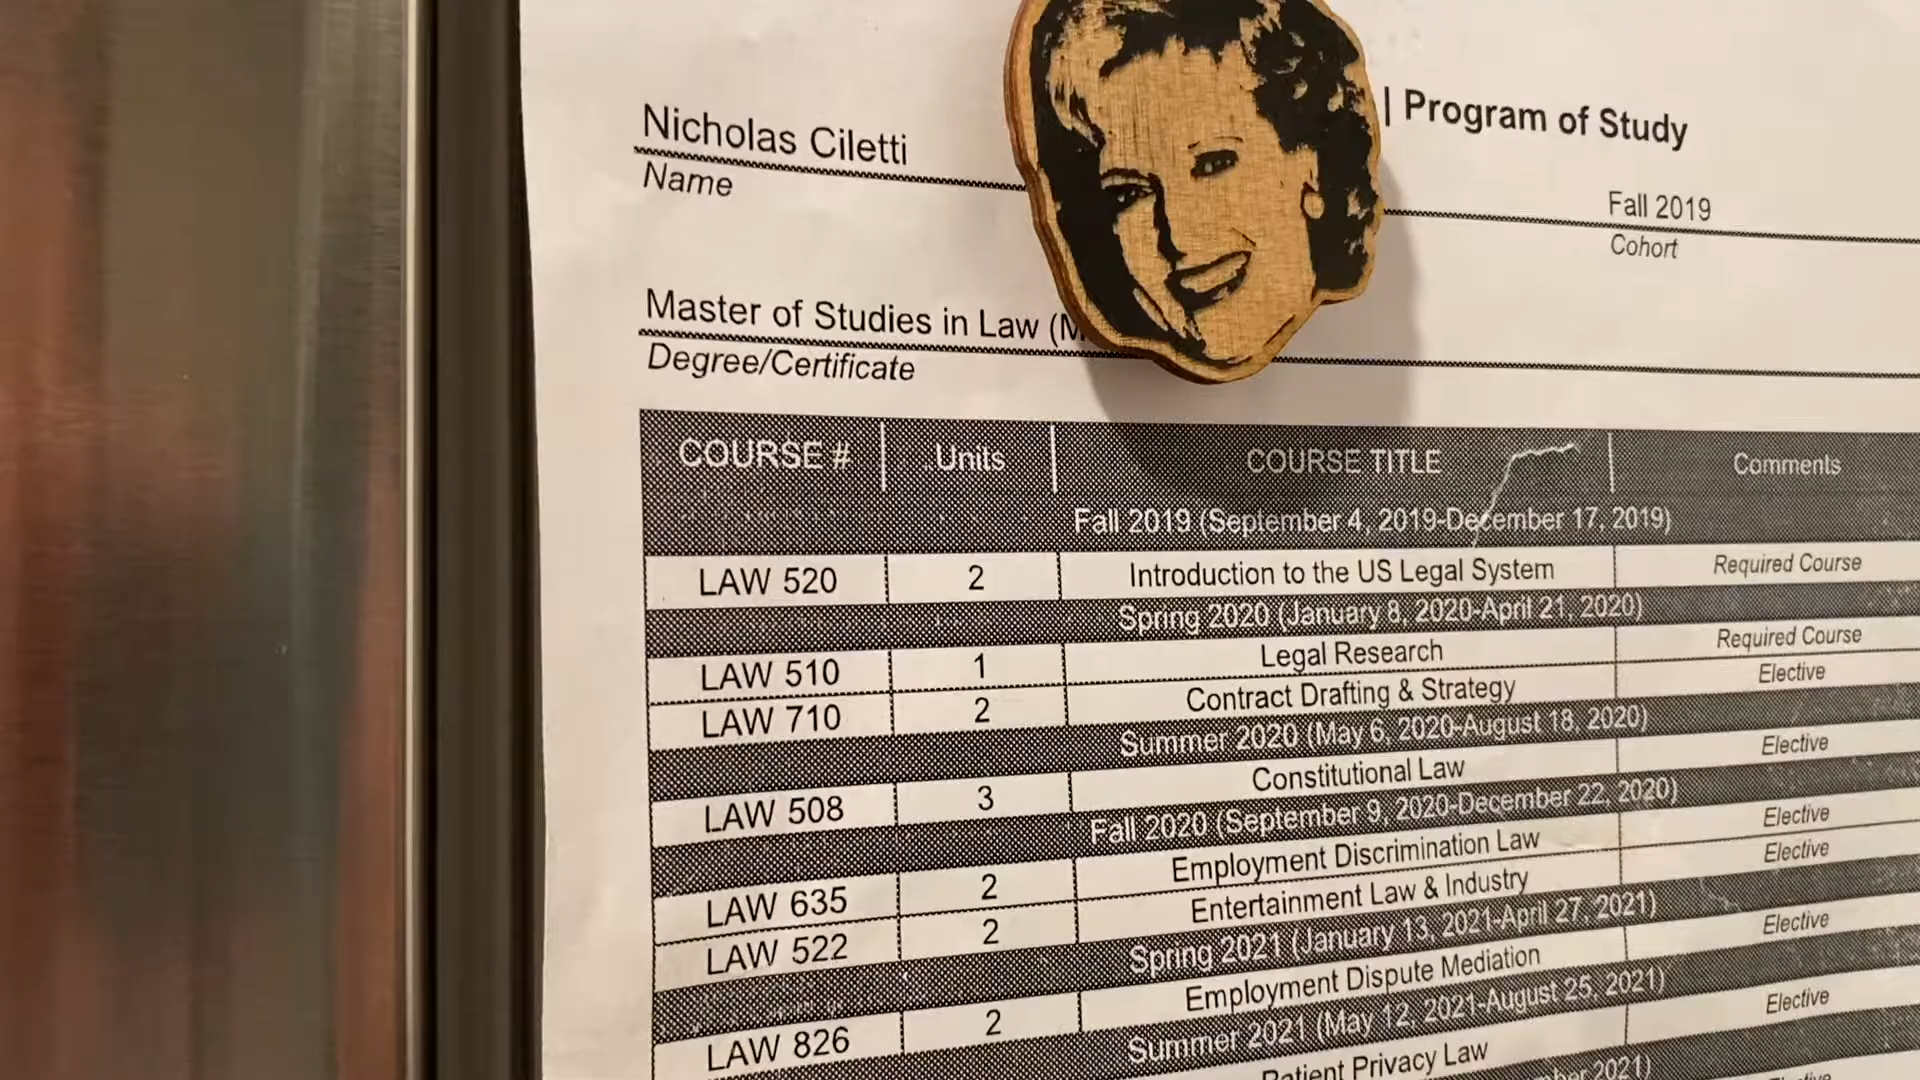 | Program of Study
Nicholas Ciletti
Name
Fall 2019
Cohort
Master of Studies in Law (M
Degree/Certificate
COURSE # Units COURSE TITLE Comments
Fall 2019 (September 4, 2019-December 17, 2019)
LAW 520 2 Introduction to the US Legal System Required Course
Spring 2020 (January 8, 2020-April 21, 2020)
LAW 510 1 Legal Research Required Course
LAW 710 2 Contract Drafting & Strategy Elective
Summer 2020 (May 6, 2020-August 18, 2020)
LAW 508 3 Constitutional Law Elective
Fall 2020 (September 9, 2020-December 22, 2020)
LAW 635 2 Employment Discrimination Law Elective
LAW 522 2 Entertainment Law & Industry Elective
Spring 2021 (January 13, 2021-April 27, 2021)
LAW 826 2 Employment Dispute Mediation Elective
Summer 2021 (May 12, 2021-August 25, 2021)
Patient Privacy Law Elective
2021)